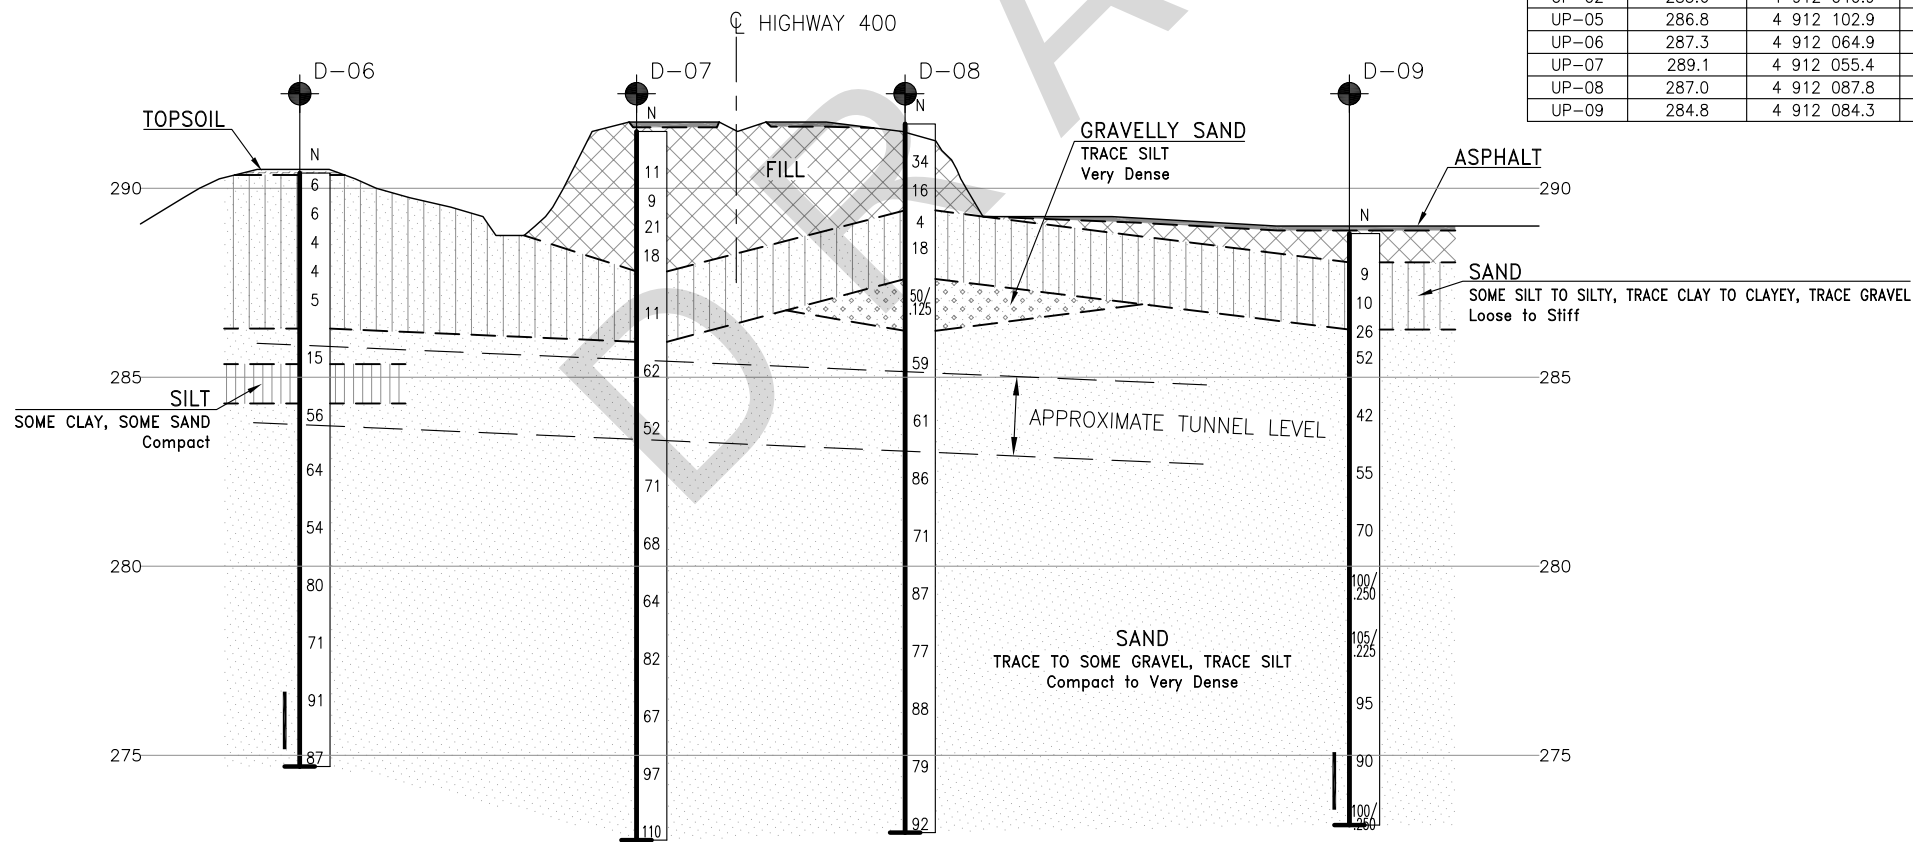 ℄ HIGHWAY 400
D-06
D-07
D-08
D-09
UP-05 286.8 4 912 102.9
UP-06 287.3 4 912 064.9
UP-07 289.1 4 912 055.4
UP-08 287.0 4 912 087.8
UP-09 284.8 4 912 084.3
DRA
TOPSOIL
FILL
GRAVELLY SAND
TRACE SILT
Very Dense
ASPHALT
290
290
SAND
SOME SILT TO SILTY, TRACE CLAY TO CLAYEY, TRACE GRAVEL
Loose to Stiff
285
285
SILT
SOME CLAY, SOME SAND
Compact
APPROXIMATE TUNNEL LEVEL
280
280
SAND
TRACE TO SOME GRAVEL, TRACE SILT
Compact to Very Dense
275
275
N
6
6
4
4
5
15
56
64
54
80
71
91
87
N
11
9
21
18
11
62
52
71
68
64
82
67
97
110
N
34
16
4
18
50/
.125
59
61
86
71
87
77
88
79
92
N
9
10
26
52
42
55
70
100/
.250
105/
.225
95
90
100/
.250